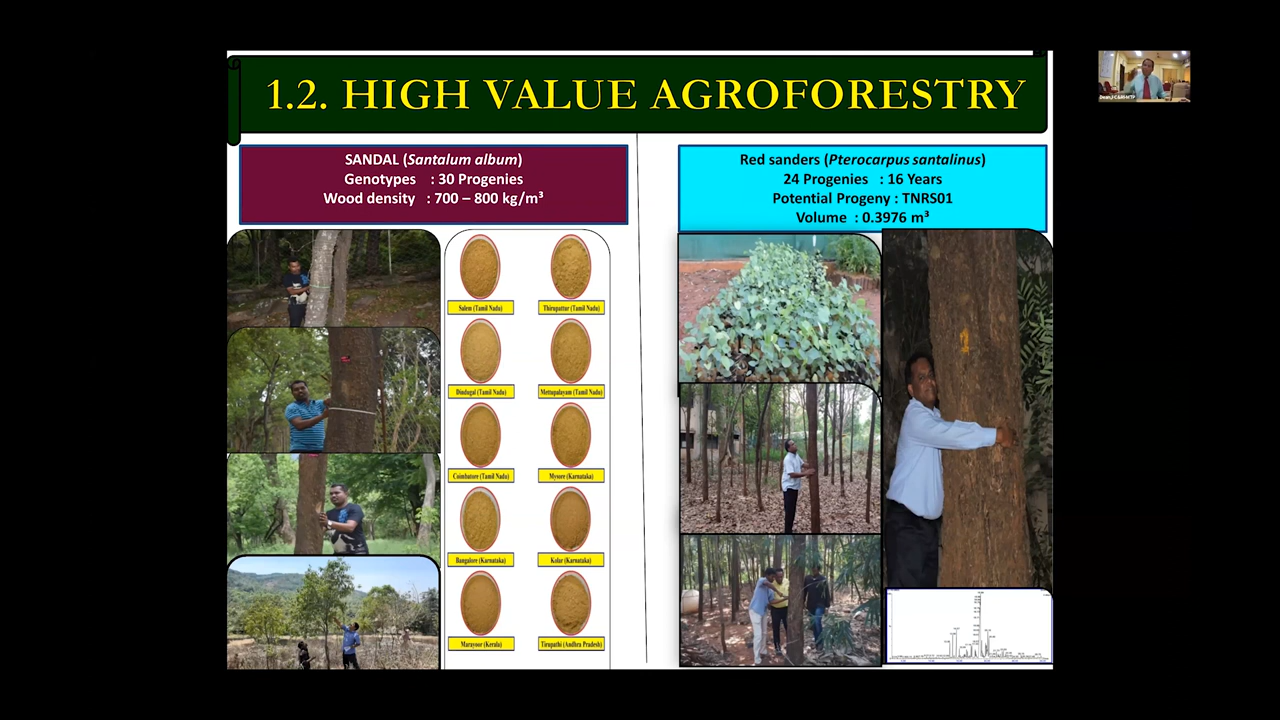 1.2. HIGH VALUE AGROFORESTRY
SANDAL (Santalum album)
Genotypes : 30 Progenies
Wood density : 700 – 800 kg/m³
Red sanders (Pterocarpus santalinus)
24 Progenies : 16 Years
Potential Progeny : TNRS01
Volume : 0.3976 m³
Salem (Tamil Nadu)
Thirupattur (Tamil Nadu)
Dindugal (Tamil Nadu)
Mettupalayam (Tamil Nadu)
Coimbatore (Tamil Nadu)
Mysore (Karnataka)
Bangalore (Karnataka)
Kolar (Karnataka)
Marayoor (Kerala)
Tirupathi (Andhra Pradesh)